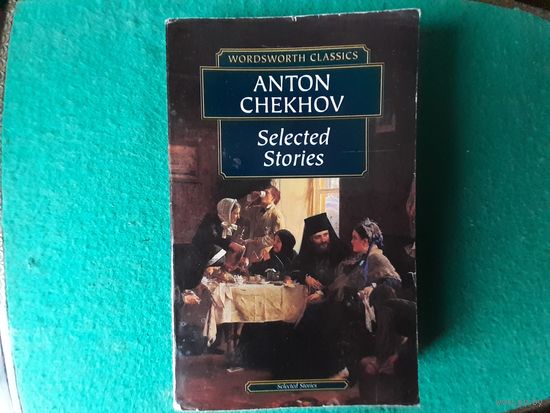 WORDSWORTH CLASSICS
ANTON
CHEKHOV
Selected
Stories
Selected Stories